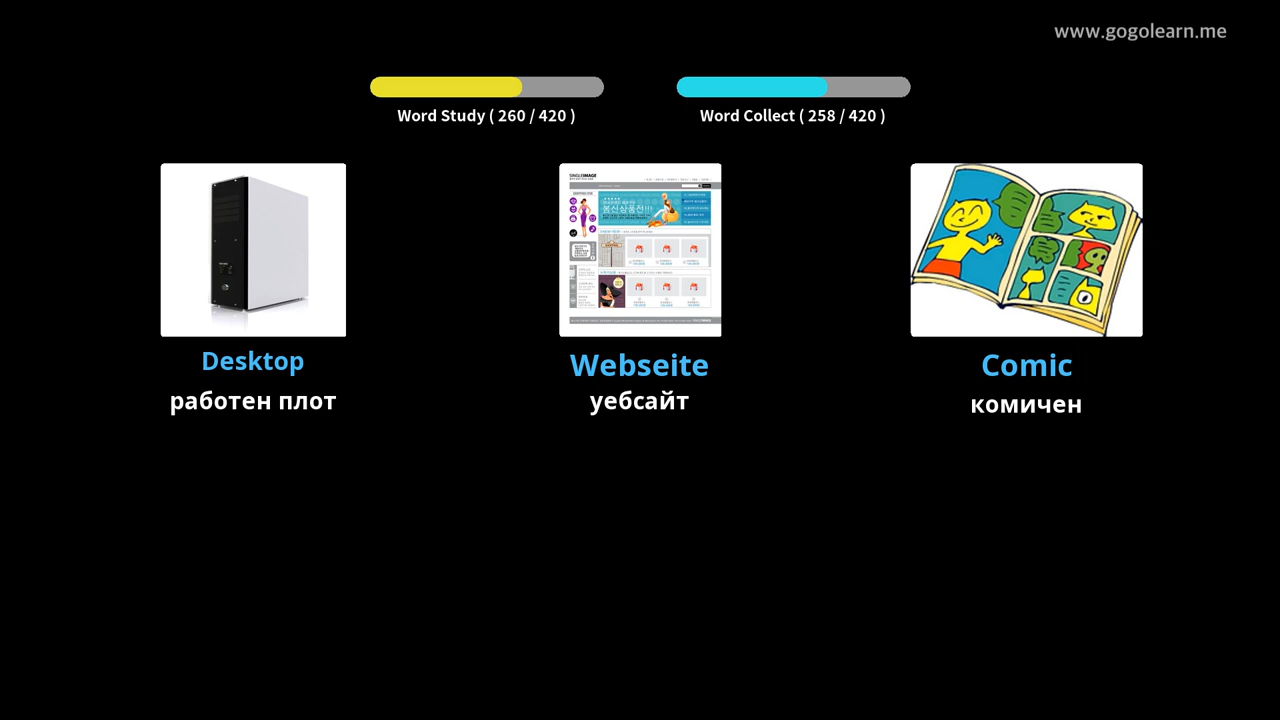 www.gogolearn.me
Word Study ( 260 / 420 )
Word Collect ( 258 / 420 )
Desktop
работен плот
Webseite
уебсайт
Comic
комичен